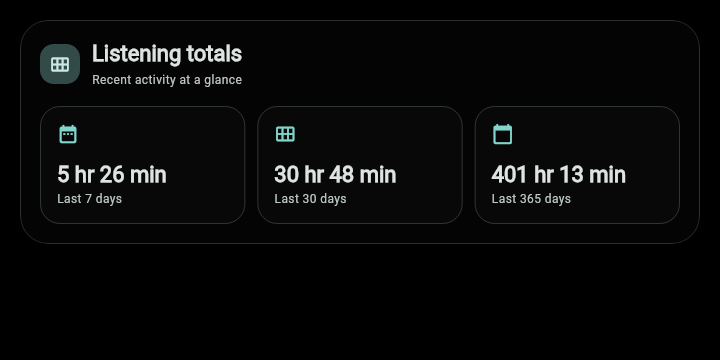 Listening totals
Recent activity at a glance
5 hr 26 min
Last 7 days
30 hr 48 min
Last 30 days
401 hr 13 min
Last 365 days